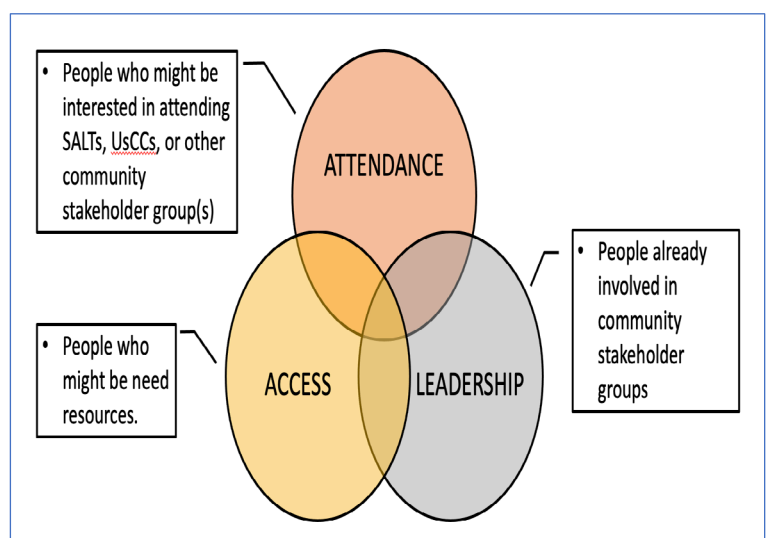 • People who might be
interested in attending
SALTs, UsCCs, or other
community
stakeholder group(s)
ATTENDANCE
• People already
involved in
community
stakeholder
groups
• People who
might be need
resources.
ACCESS
LEADERSHIP